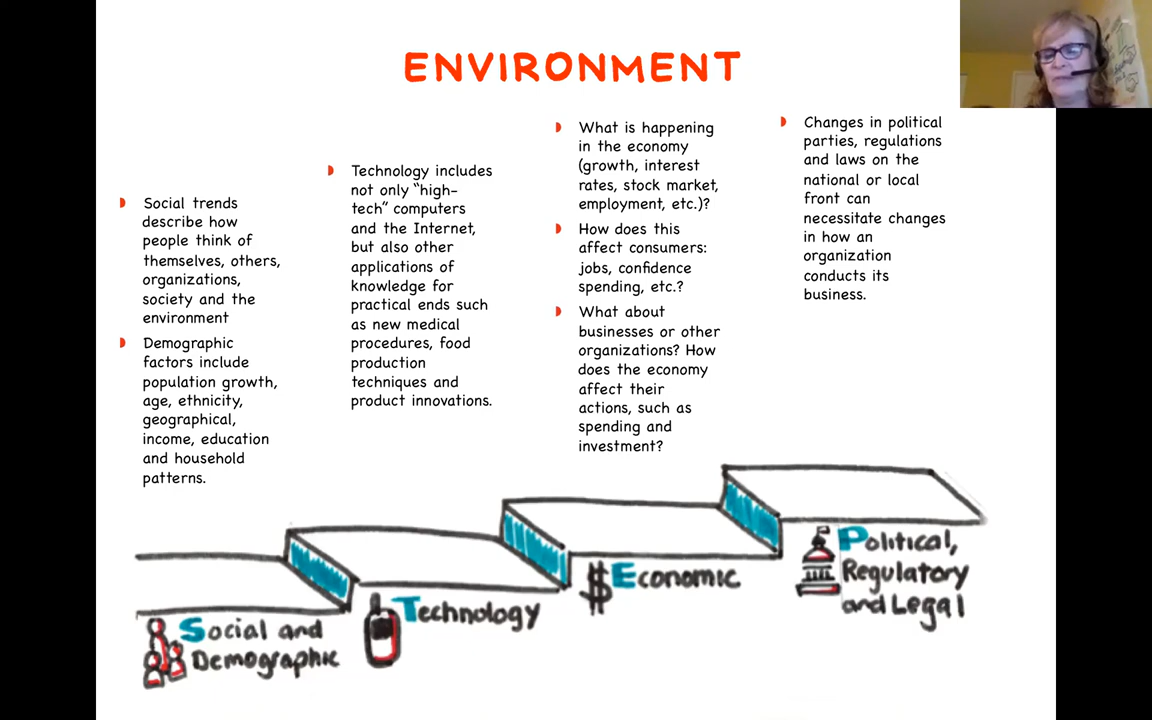 ENVIRONMENT
Social trends
describe how
people think of
themselves, others,
organizations,
society and the
environment
Demographic
factors include
population growth,
age, ethnicity,
geographical,
income, education
and household
patterns.
Technology includes
not only “high-
tech” computers
and the Internet,
but also other
applications of
knowledge for
practical ends such
as new medical
procedures, food
production
techniques and
product innovations.
What is happening
in the economy
(growth, interest
rates, stock market,
employment, etc.)?
How does this
affect consumers:
jobs, confidence
spending, etc.?
What about
businesses or other
organizations? How
does the economy
affect their
actions, such as
spending and
investment?
Changes in political
parties, regulations
and laws on the
national or local
front can
necessitate changes
in how an
organization
conducts its
business.
Social and
Demographic
Technology
$ Economic
Political,
Regulatory
and Legal